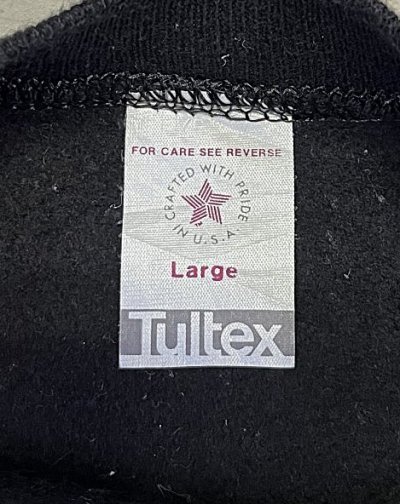 FOR CARE SEE REVERSE
CRAFTED WITH PRIDE
IN U.S.A
Large
Tultex